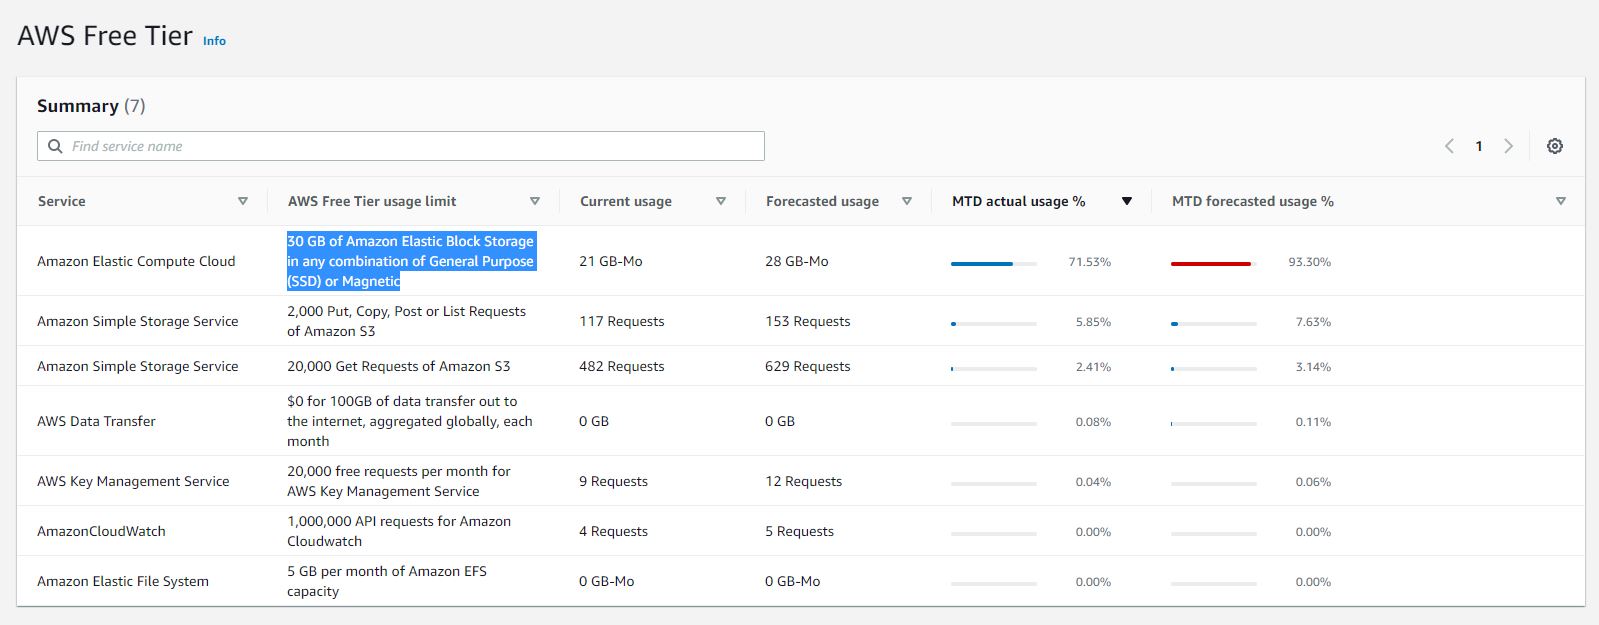 AWS Free Tier Info
Summary (7)
Find service name
1
Service AWS Free Tier usage limit Current usage Forecasted usage MTD actual usage % MTD forecasted usage %
30 GB of Amazon Elastic Block Storage
Amazon Elastic Compute Cloud in any combination of General Purpose 21 GB-Mo 28 GB-Mo 71.53% 93.30%
(SSD) or Magnetic
2,000 Put, Copy, Post or List Requests
Amazon Simple Storage Service 117 Requests 153 Requests 5.85% 7.63%
of Amazon S3
Amazon Simple Storage Service 20,000 Get Requests of Amazon S3 482 Requests 629 Requests 2.41% 3.14%
$0 for 100GB of data transfer out to
AWS Data Transfer the internet, aggregated globally, each 0 GB 0 GB 0.08% 0.11%
month
20,000 free requests per month for
AWS Key Management Service 9 Requests 12 Requests 0.04% 0.06%
AWS Key Management Service
1,000,000 API requests for Amazon
AmazonCloudWatch 4 Requests 5 Requests 0.00% 0.00%
Cloudwatch
5 GB per month of Amazon EFS
Amazon Elastic File System 0 GB-Mo 0 GB-Mo 0.00% 0.00%
capacity